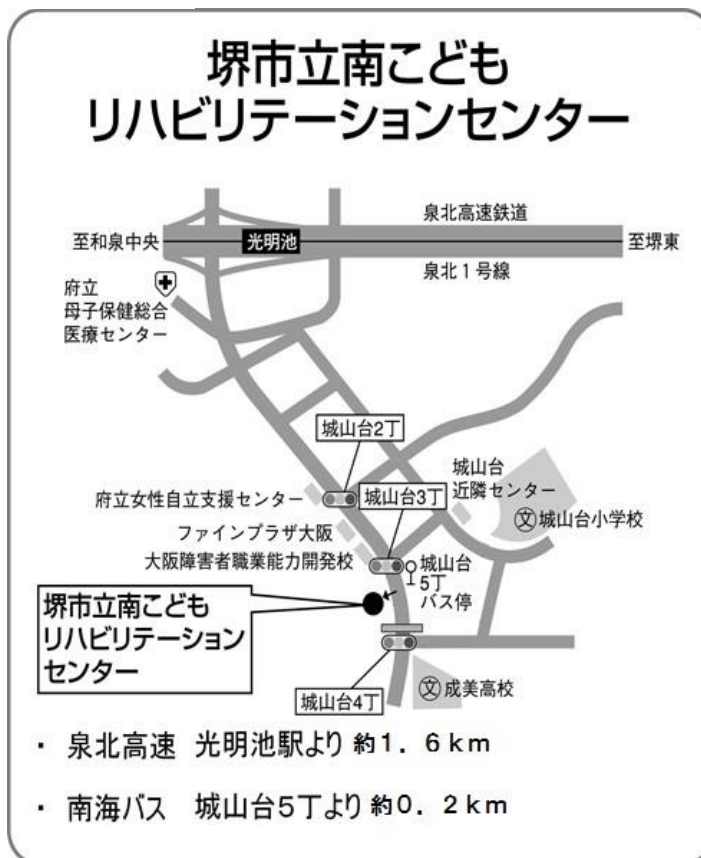 堺市立南こども
リハビリテーションセンター
泉北高速鉄道
至和泉中央
光明池
至堺東
泉北1号線
府立
母子保健総合
医療センター
城山台2丁
城山台
近隣センター
城山台3丁
府立女性自立支援センター
文城山台小学校
ファインプラザ大阪
大阪障害者職業能力開発校
城山台
5丁
バス停
堺市立南こども
リハビリテーション
センター
城山台4丁
文成美高校
・ 泉北高速 光明池駅より 約1.6km
・ 南海バス 城山台5丁より 約0.2km